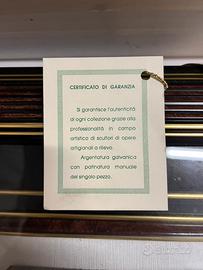 CERTIFICATO DI GARANZIA
Si garantisce l'autenticità
di ogni collezione grazie alla
professionalità in campo
artistico di scultori di opere
artigianali a rilievo.
Argentatura galvanica
con patinatura manuale
del singolo pezzo.
subito